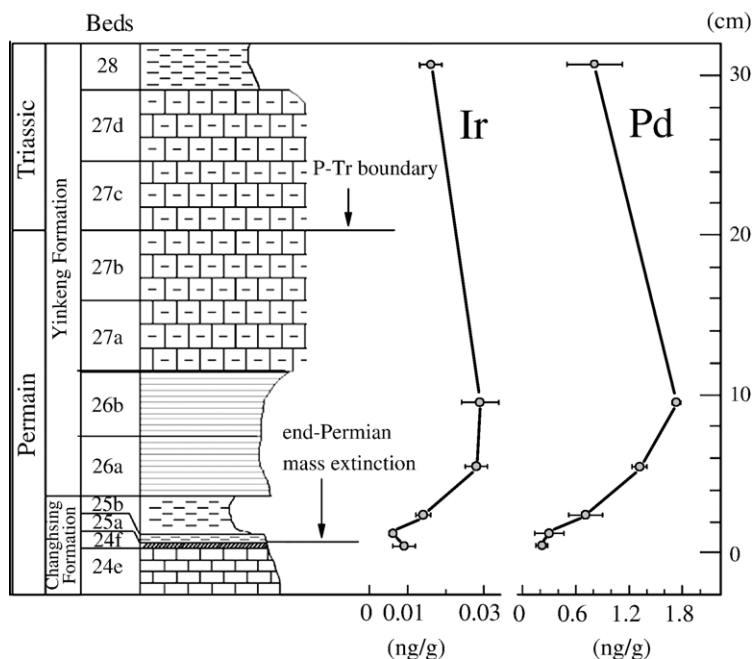 Beds
(cm)
Triassic
Permain
Yinkeng Formation
Changhsing
Formation
28
27d
27c
27b
27a
26b
26a
25b
25a
24f
24e
P-Tr boundary
end-Permian
mass extinction
Ir
Pd
30
20
10
0
0 0.01 0.03
0 0.6 1.2 1.8
(ng/g) (ng/g)